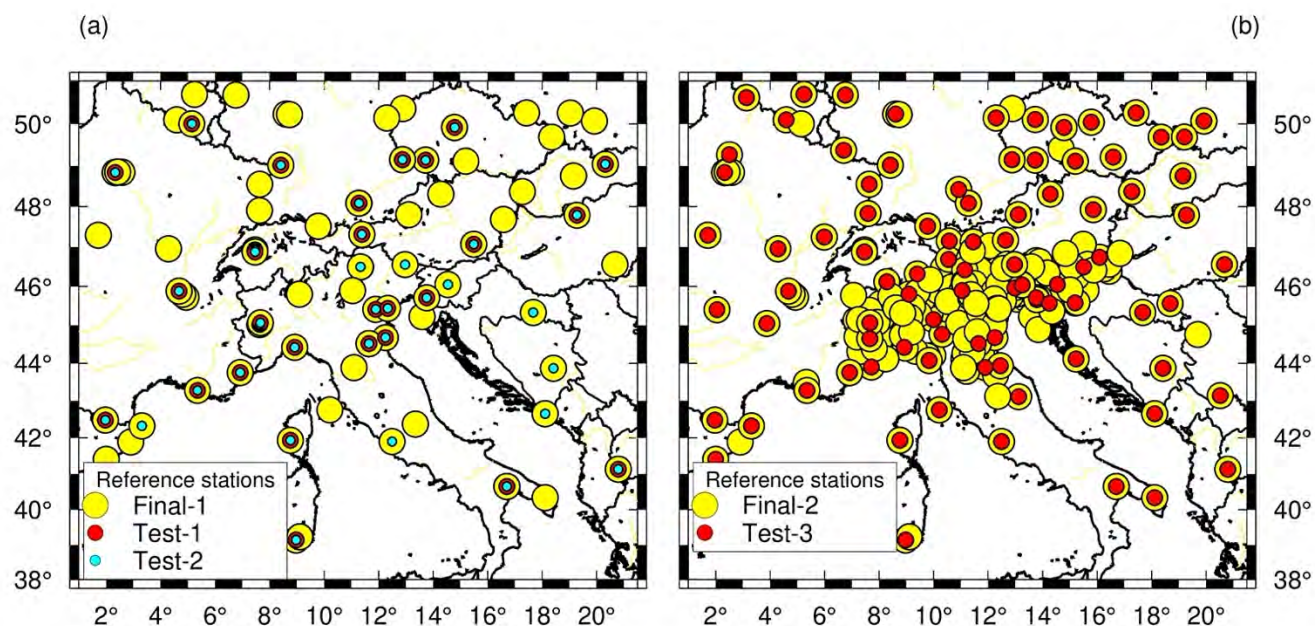 (a)
(b)
50°
48°
46°
44°
42°
40°
38°
Reference stations
Final-1
Test-1
Test-2
2° 4° 6° 8° 10° 12° 14° 16° 18° 20°
Reference stations
Final-2
Test-3
2° 4° 6° 8° 10° 12° 14° 16° 18° 20°
50°
48°
46°
44°
42°
40°
38°